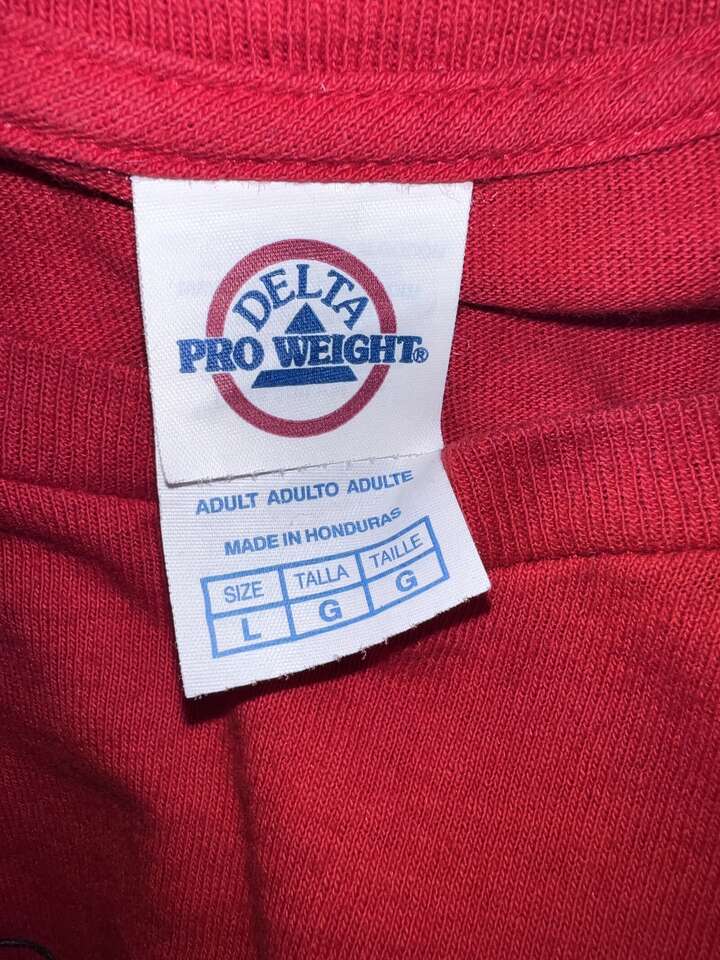 DELTA
PRO WEIGHT®
ADULT ADULTO ADULTE
MADE IN HONDURAS
SIZE TALLA TAILLE
L G G